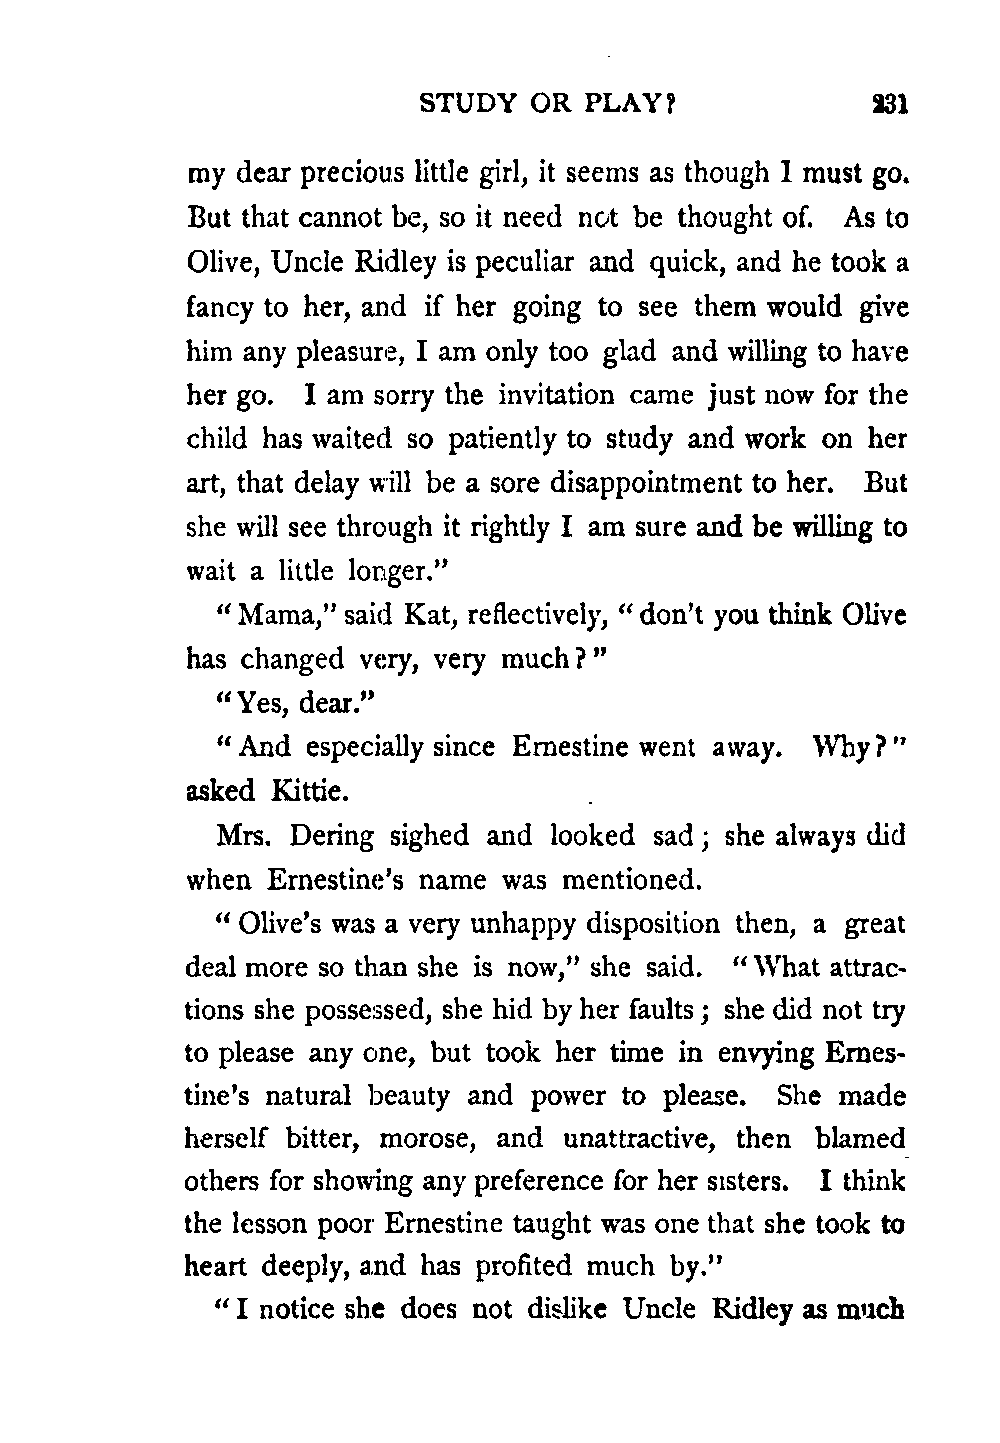 STUDY OR PLAY? 231
my dear precious little girl, it seems as though I must go.
But that cannot be, so it need not be thought of. As to
Olive, Uncle Ridley is peculiar and quick, and he took a
fancy to her, and if her going to see them would give
him any pleasure, I am only too glad and willing to have
her go. I am sorry the invitation came just now for the
child has waited so patiently to study and work on her
art, that delay will be a sore disappointment to her. But
she will see through it rightly I am sure and be willing to
wait a little longer."
"Mama," said Kat, reflectively, "don't you think Olive
has changed very, very much?"
"Yes, dear."
"And especially since Ernestine went away. Why?"
asked Kittie.
Mrs. Dering sighed and looked sad; she always did
when Ernestine's name was mentioned.
"Olive's was a very unhappy disposition then, a great
deal more so than she is now," she said. "What attrac-
tions she possessed, she hid by her faults; she did not try
to please any one, but took her time in envying Ernes-
tine's natural beauty and power to please. She made
herself bitter, morose, and unattractive, then blamed
others for showing any preference for her sisters. I think
the lesson poor Ernestine taught was one that she took to
heart deeply, and has profited much by."
"I notice she does not dislike Uncle Ridley as much